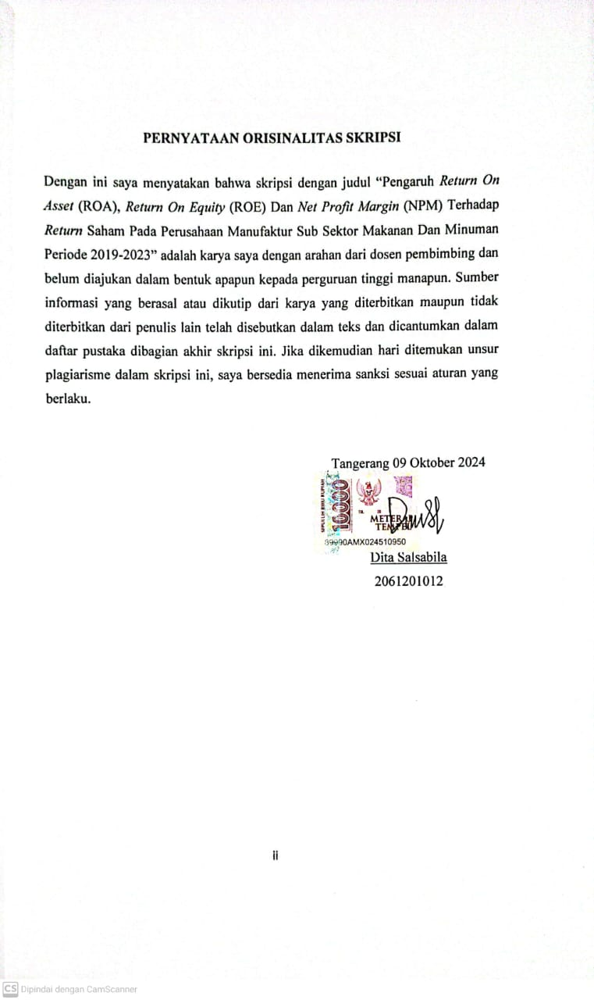 PERNYATAAN ORISINALITAS SKRIPSI
Dengan ini saya menyatakan bahwa skripsi dengan judul “Pengaruh Return On
Asset (ROA), Return On Equity (ROE) Dan Net Profit Margin (NPM) Terhadap
Return Saham Pada Perusahaan Manufaktur Sub Sektor Makanan Dan Minuman
Periode 2019-2023” adalah karya saya dengan arahan dari dosen pembimbing dan
belum diajukan dalam bentuk apapun kepada perguruan tinggi manapun. Sumber
informasi yang berasal atau dikutip dari karya yang diterbitkan maupun tidak
diterbitkan dari penulis lain telah disebutkan dalam teks dan dicantumkan dalam
daftar pustaka dibagian akhir skripsi ini. Jika dikemudian hari ditemukan unsur
plagiarisme dalam skripsi ini, saya bersedia menerima sanksi sesuai aturan yang
berlaku.
Tangerang 09 Oktober 2024
SEPULUH RIBU RUPIAH
10000
METERAI
TEMPEL
89990AMX024510950
Dita Salsabila
2061201012
ii
CS Dipindai dengan CamScanner